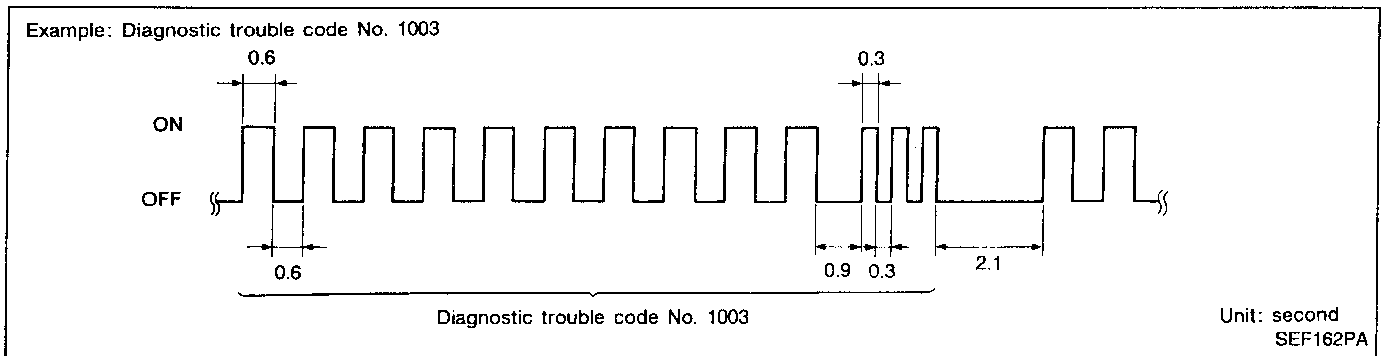 Example: Diagnostic trouble code No. 1003
0.6
0.3
ON
OFF
0.6
0.9
0.3
2.1
Diagnostic trouble code No. 1003
Unit: second
SEF162PA